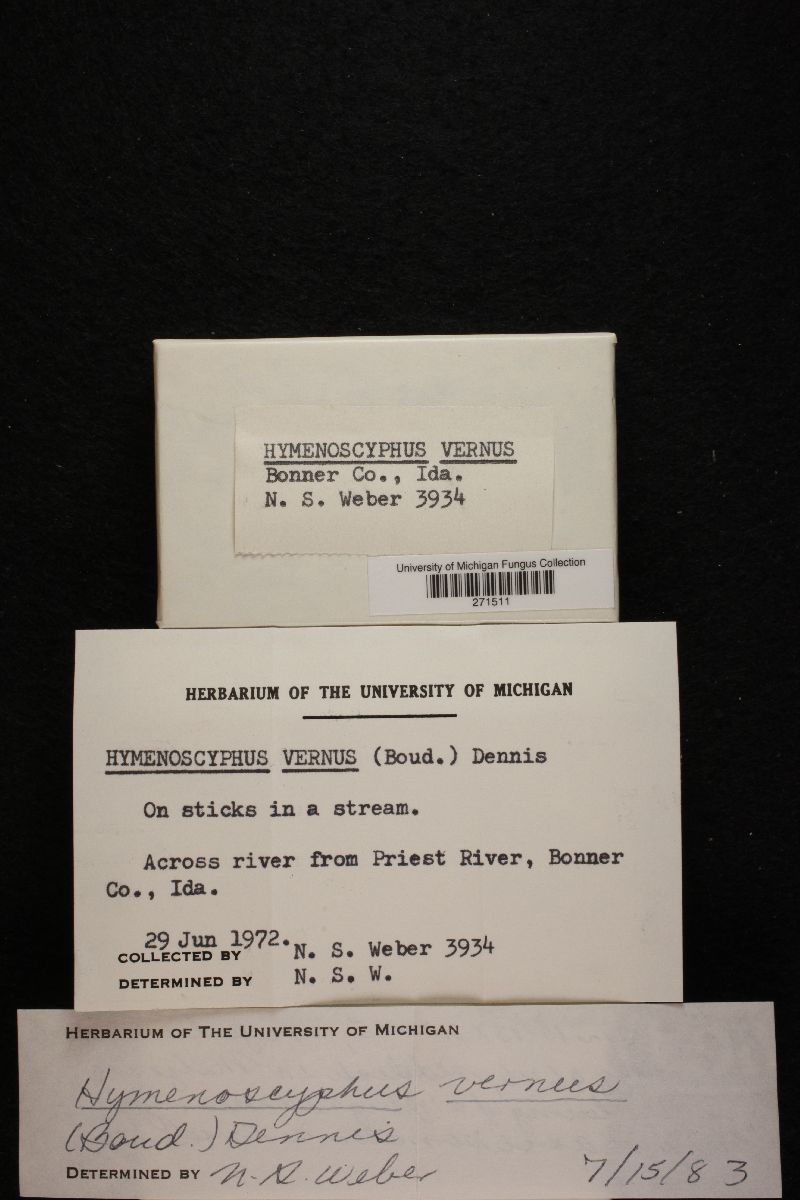 HYMENOSCYPHUS VERNUS
Bonner Co., Ida.
N. S. Weber 3934
University of Michigan Fungus Collection
271511
HERBARIUM OF THE UNIVERSITY OF MICHIGAN
HYMENOSCYPHUS VERNUS (Boud.) Dennis
On sticks in a stream.
Across river from Priest River, Bonner
Co., Ida.
29 Jun 1972.
COLLECTED BY N. S. Weber 3934
DETERMINED BY N. S. W.
HERBARIUM OF THE UNIVERSITY OF MICHIGAN
Hymenoscyphus vernus
(Boud.) Dennis
DETERMINED BY N. S. Weber 7/15/83